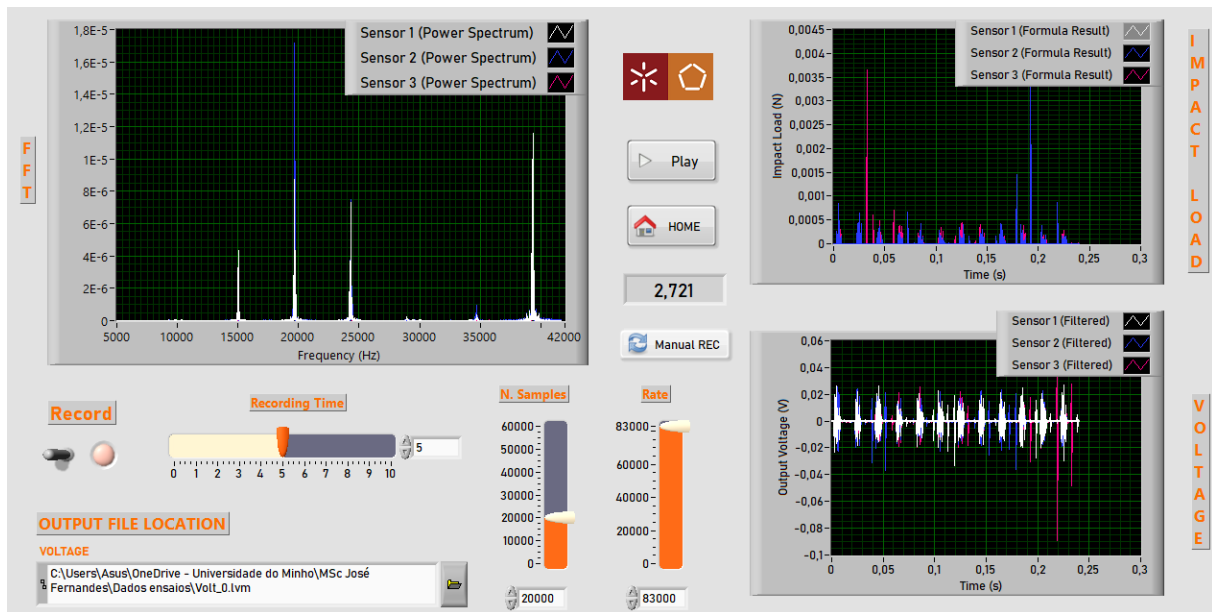 FFT
1,8E-5
1,6E-5
1,4E-5
1,2E-5
1E-5
8E-6
6E-6
4E-6
2E-6
0
5000 10000 15000 20000 25000 30000 35000 42000
Frequency (Hz)
Sensor 1 (Power Spectrum)
Sensor 2 (Power Spectrum)
Sensor 3 (Power Spectrum)
Play
HOME
2,721
Manual REC
Impact Load (N)
0,0045
0,004
0,0035
0,003
0,0025
0,002
0,0015
0,001
0,0005
0
0 0,05 0,1 0,15 0,2 0,25 0,3
Time (s)
Sensor 1 (Formula Result)
Sensor 2 (Formula Result)
Sensor 3 (Formula Result)
IMPACT LOAD
Record
Recording Time
0 1 2 3 4 5 6 7 8 9 10
5
N. Samples
60000
50000
40000
30000
20000
10000
0
20000
Rate
83000
60000
40000
20000
0
83000
Output Voltage (V)
0,06
0,04
0,02
0
-0,02
-0,04
-0,06
-0,08
-0,1
0 0,05 0,1 0,15 0,2 0,25 0,3
Time (s)
Sensor 1 (Filtered)
Sensor 2 (Filtered)
Sensor 3 (Filtered)
VOLTAGE
OUTPUT FILE LOCATION
VOLTAGE
C:\Users\Asus\OneDrive - Universidade do Minho\MSc José
Fernandes\Dados ensaios\Volt_0.lvm